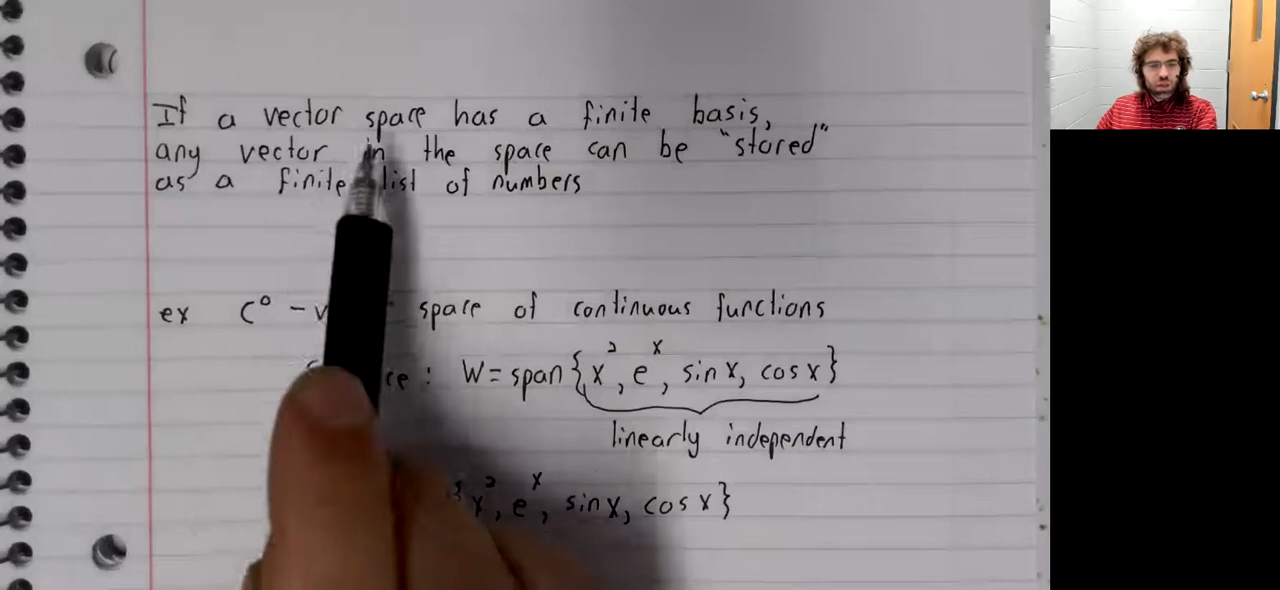 If a vector space has a finite basis,
any vector in the space can be "stored"
as a finite list of numbers
ex C⁰ - space of continuous functions
: W = span{x², eˣ, sin x, cos x}
linearly independent
{x², eˣ, sin x, cos x}